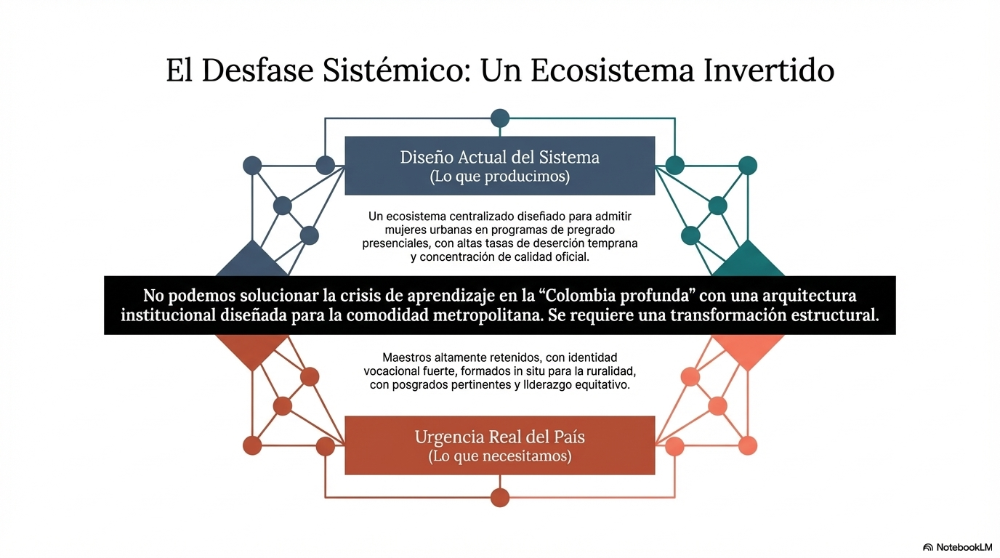 El Desfase Sistémico: Un Ecosistema Invertido
Diseño Actual del Sistema
(Lo que producimos)
Un ecosistema centralizado diseñado para admitir
mujeres urbanas en programas de pregrado
presenciales, con altas tasas de deserción temprana
y concentración de calidad oficial.
No podemos solucionar la crisis de aprendizaje en la “Colombia profunda” con una arquitectura
institucional diseñada para la comodidad metropolitana. Se requiere una transformación estructural.
Maestros altamente retenidos, con identidad
vocacional fuerte, formados in situ para la ruralidad,
con posgrados pertinentes y llderazgo equitativo.
Urgencia Real del País
(Lo que necesitamos)
NotebookLM